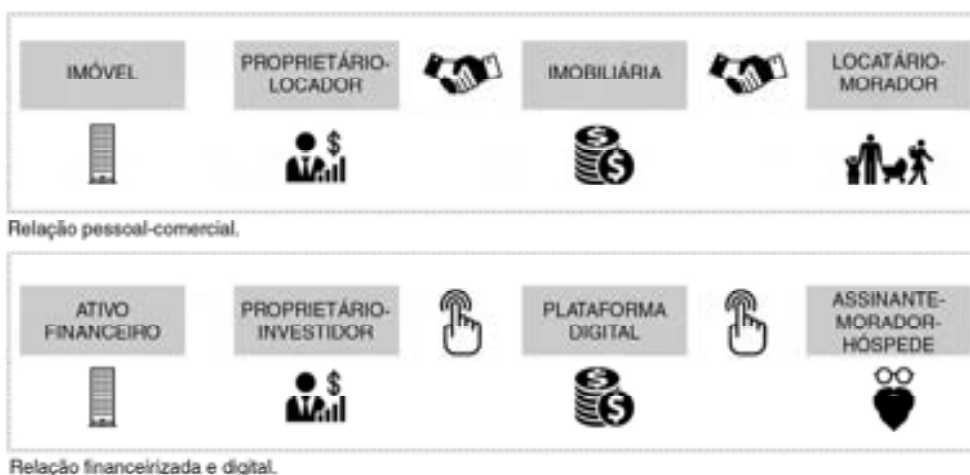 IMÓVEL
PROPRIETÁRIO-
LOCADOR
IMOBILIÁRIA
LOCATÁRIO-
MORADOR
$
$
$
Relação pessoal-comercial.
ATIVO
FINANCEIRO
PROPRIETÁRIO-
INVESTIDOR
PLATAFORMA
DIGITAL
ASSINANTE-
MORADOR-
HÓSPEDE
$
$
$
Relação financeirizada e digital.